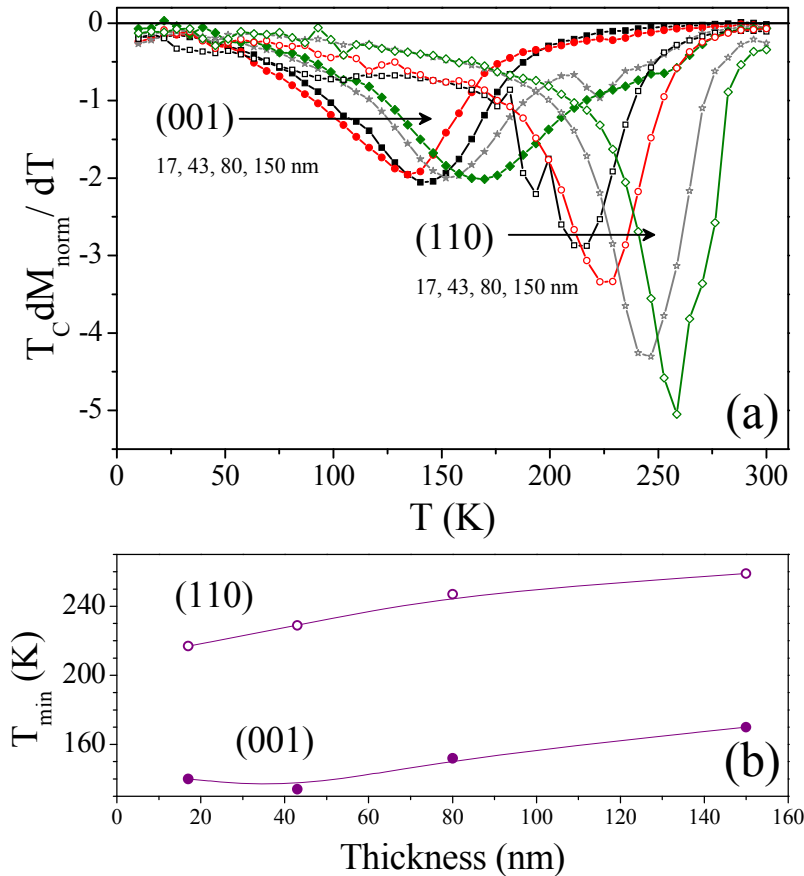 0
-1
-2
-3
-4
-5
T_C dM_norm / dT
(001)
17, 43, 80, 150 nm
(110)
17, 43, 80, 150 nm
(a)
0 50 100 150 200 250 300
T (K)
240
200
160
T_min (K)
(110)
(001)
(b)
0 20 40 60 80 100 120 140 160
Thickness (nm)